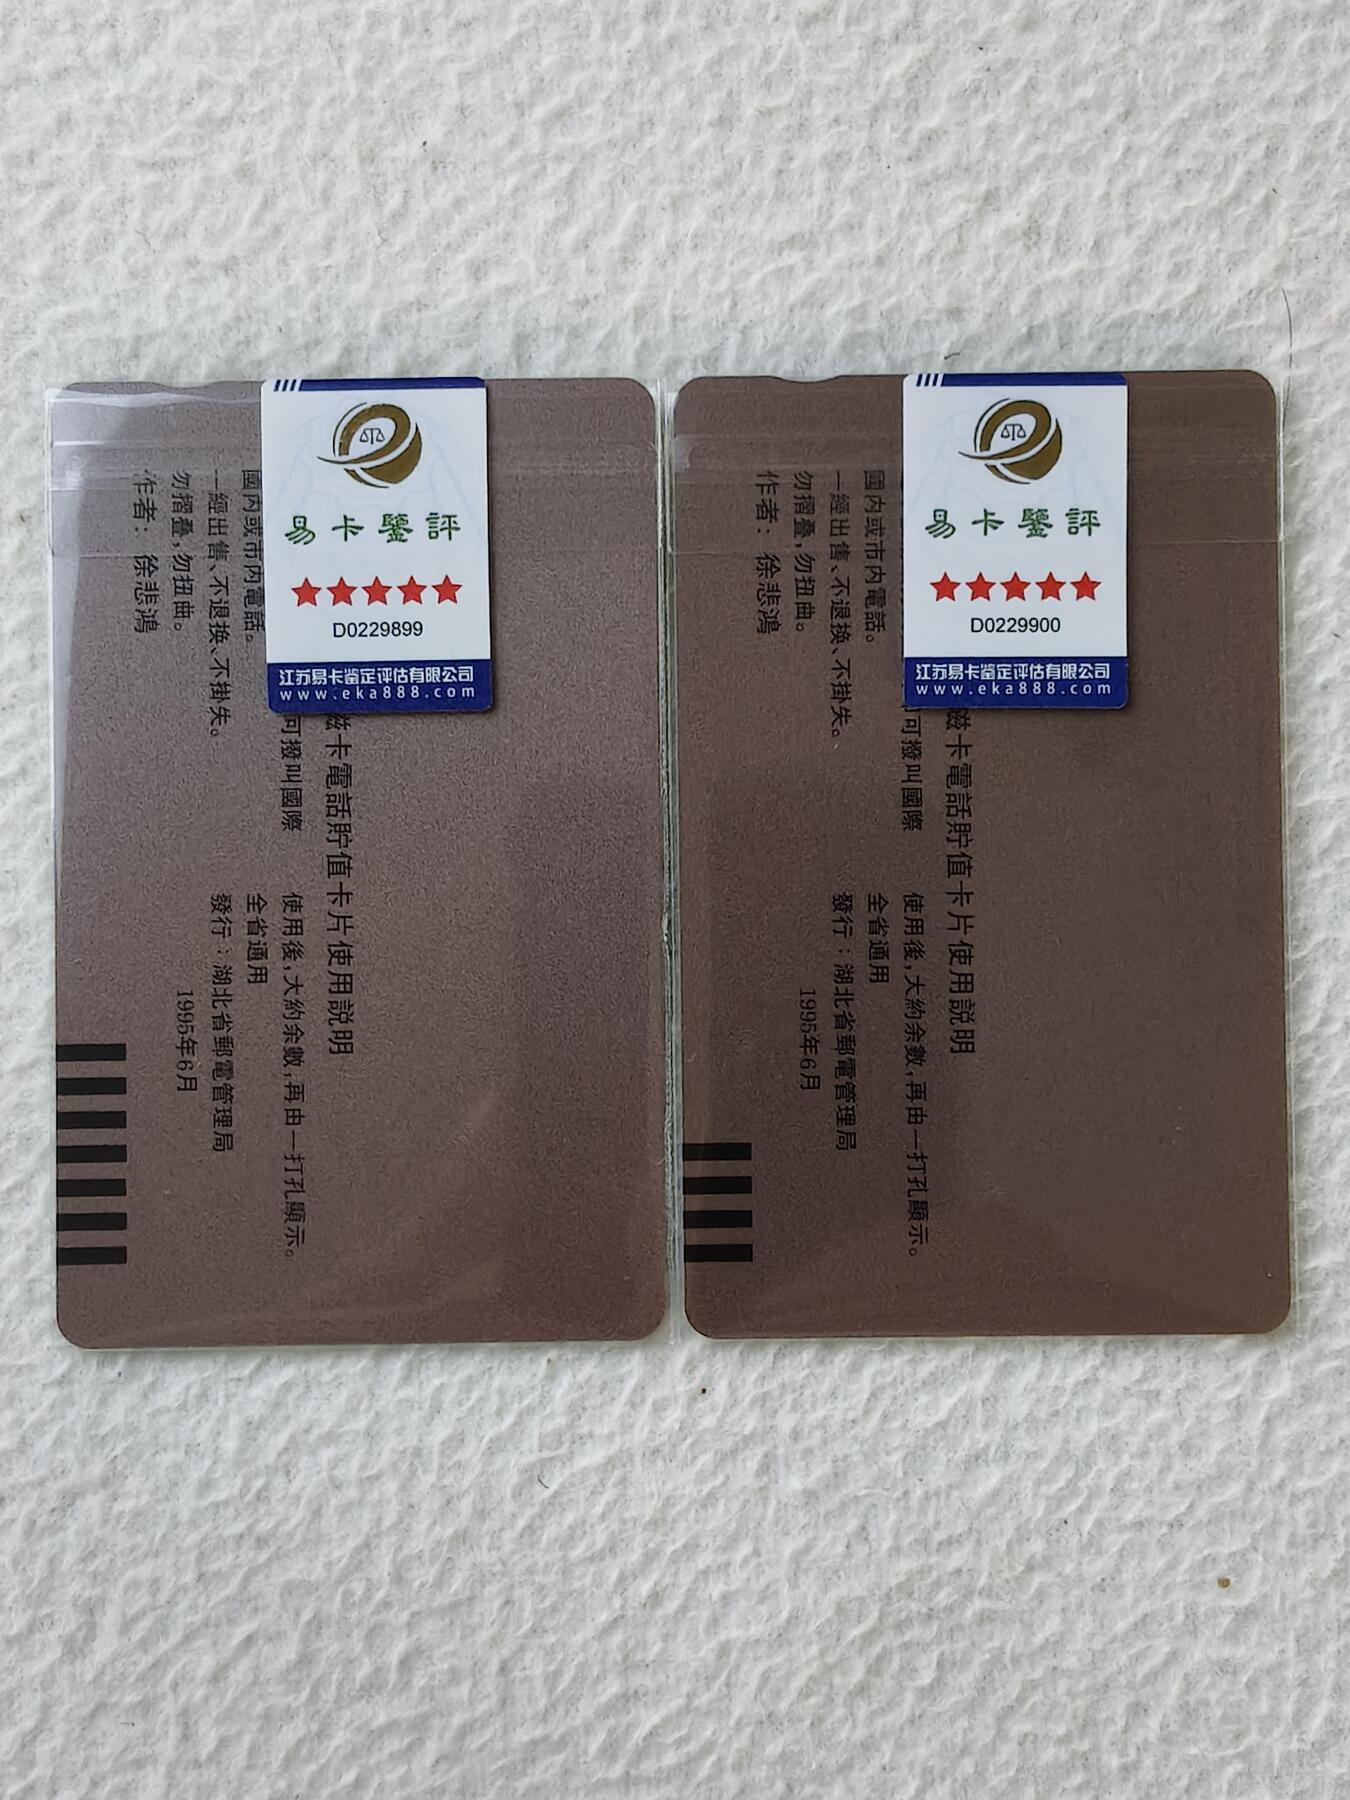 易卡鑒評
D0229899
江苏易卡鉴定评估有限公司
www.eka888.com
磁卡電話貯值卡片使用説明
可撥叫國際
國内或市内電話。
一經出售、不退换、不掛失。
勿摺叠,勿扭曲。
作者: 徐悲鴻
使用後,大約余數,再由一打孔顯示。
全省通用
發行:湖北省郵電管理局
1995年6月
易卡鑒評
D0229900
江苏易卡鉴定评估有限公司
www.eka888.com
磁卡電話貯值卡片使用説明
可撥叫國際
國内或市内電話。
一經出售、不退换、不掛失。
勿摺叠,勿扭曲。
作者: 徐悲鴻
使用後,大約余數,再由一打孔顯示。
全省通用
發行:湖北省郵電管理局
1995年6月